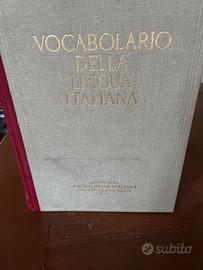 VOCABOLARIO
DELLA
LINGUA
ITALIANA
ENCICLOPEDIA ITALIANA
subito